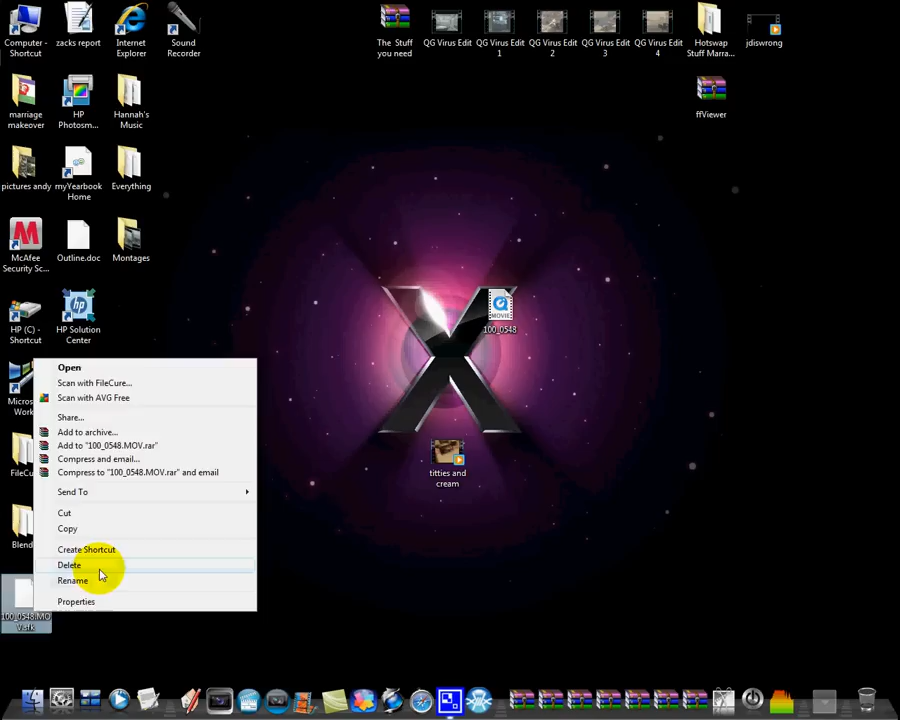 Computer -
Shortcut
zacks report
Internet
Explorer
Sound
Recorder
The Stuff
you need
QG Virus Edit
1
QG Virus Edit
2
QG Virus Edit
3
QG Virus Edit
4
Hotswap
Stuff Marra...
jdiswrong
marriage
makeover
HP
Photosm...
Hannah's
Music
ffViewer
pictures andy
myYearbook
Home
Everything
McAfee
Security Sc...
Outline.doc
Montages
HP (C) -
Shortcut
HP Solution
Center
MOVIE
100_0548
Micros
Work
FileCu
Blend
100_0548.MO
V.sfk
Open
Scan with FileCure...
Scan with AVG Free
Share...
Add to archive...
Add to "100_0548.MOV.rar"
Compress and email...
Compress to "100_0548.MOV.rar" and email
Send To
Cut
Copy
Create Shortcut
Delete
Rename
Properties
titties and
cream